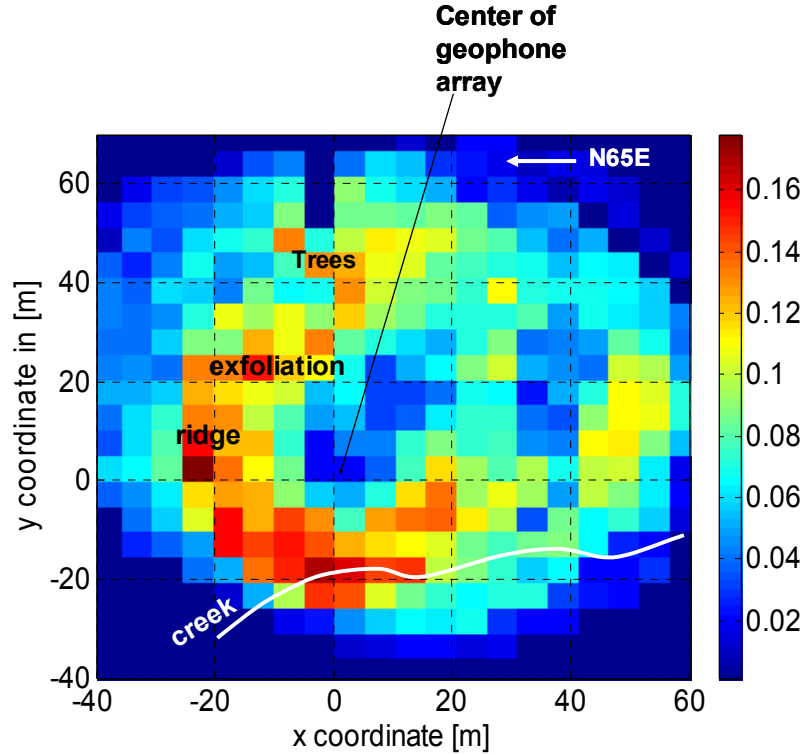 Center of
geophone
array
N65E
Trees
exfoliation
ridge
creek
y coordinate in [m]
60
40
20
0
-20
-40
-40
-20
0
20
40
60
x coordinate [m]
0.16
0.14
0.12
0.1
0.08
0.06
0.04
0.02